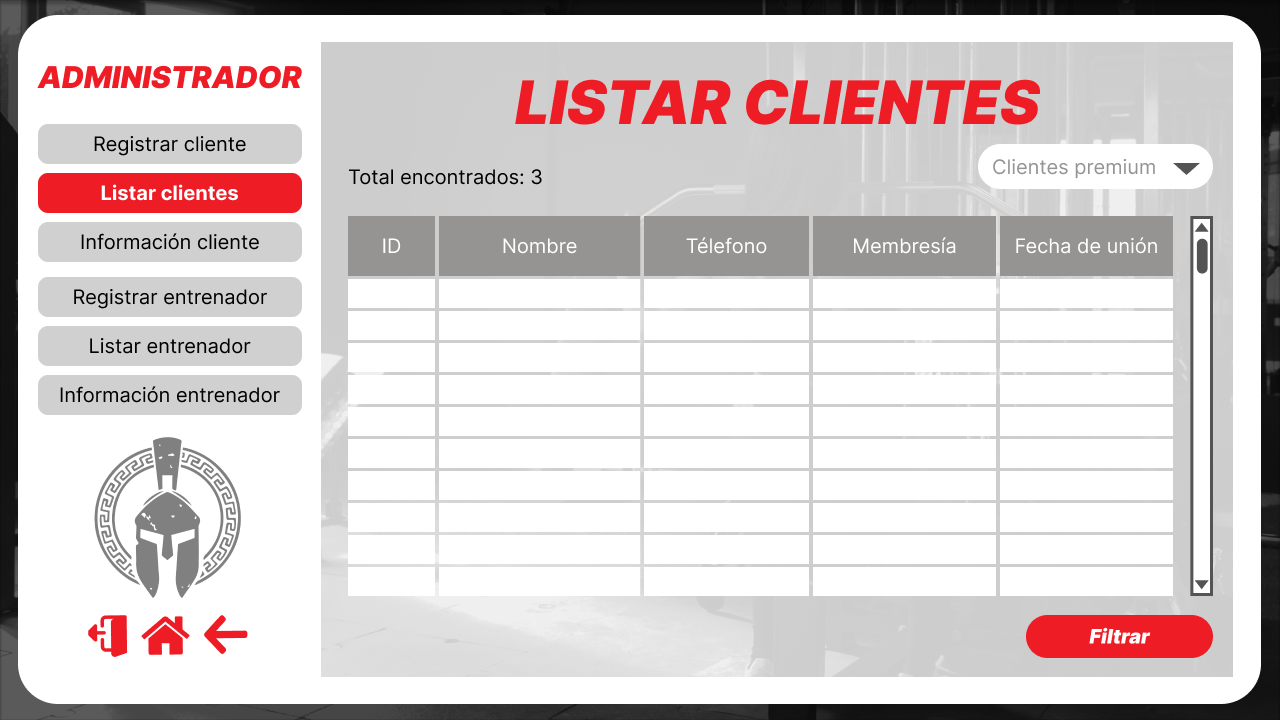 ADMINISTRADOR
Registrar cliente
Listar clientes
Información cliente
Registrar entrenador
Listar entrenador
Información entrenador
LISTAR CLIENTES
Total encontrados: 3
Clientes premium
ID
Nombre
Télefono
Membresía
Fecha de unión
Filtrar